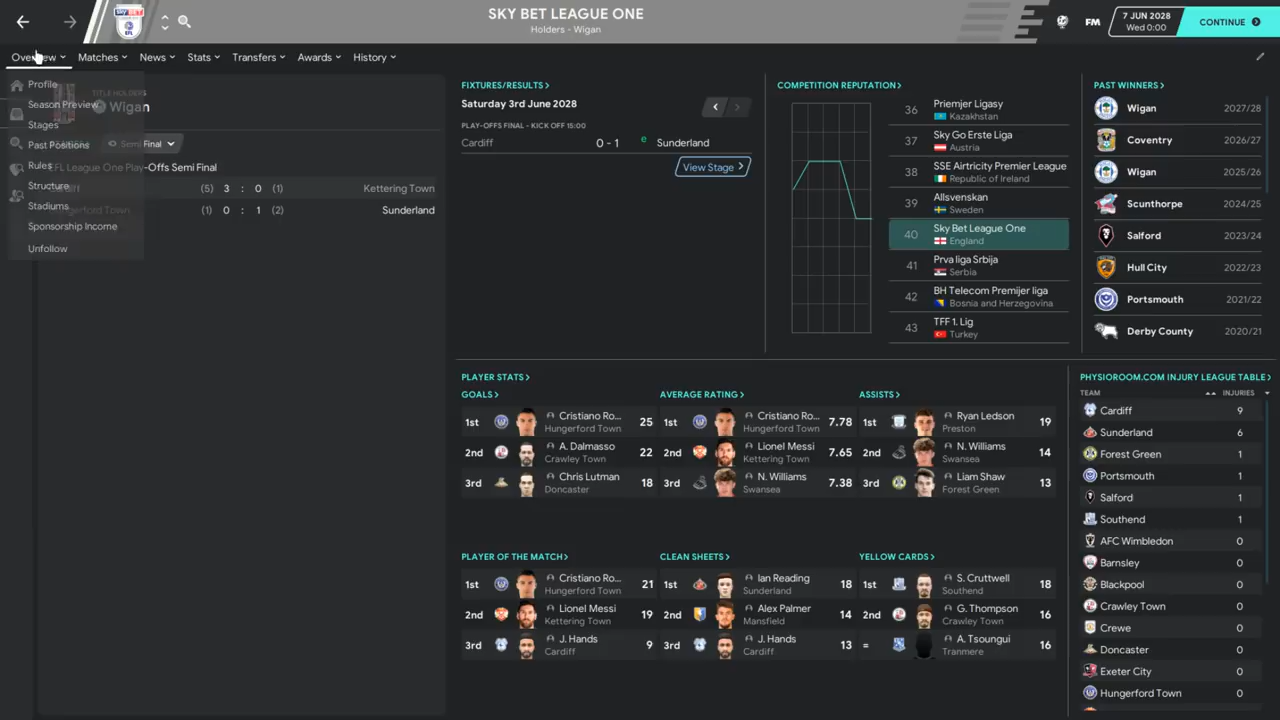 SKY BET LEAGUE ONE
Holders - Wigan
FM
7 JUN 2028
Wed 0:00
CONTINUE
Overview
Matches
News
Stats
Transfers
Awards
History
Profile
Season Preview
Stages
Past Positions
Rules
Structure
Stadiums
Sponsorship Income
Unfollow
TITLE HOLDERS
Wigan
Semi Final
EFL League One Play-Offs Semi Final
Cardiff (5) 3 : 0 (1) Kettering Town
Hungerford Town (1) 0 : 1 (2) Sunderland
FIXTURES/RESULTS >
Saturday 3rd June 2028
PLAY-OFFS FINAL - KICK OFF 15:00
Cardiff 0 - 1 e Sunderland
View Stage >
COMPETITION REPUTATION >
36 Premjer Ligasy
Kazakhstan
37 Sky Go Erste Liga
Austria
38 SSE Airtricity Premier League
Republic of Ireland
39 Allsvenskan
Sweden
40 Sky Bet League One
England
41 Prva liga Srbija
Serbia
42 BH Telecom Premijer liga
Bosnia and Herzegovina
43 TFF 1. Lig
Turkey
PAST WINNERS >
Wigan 2027/28
Coventry 2026/27
Wigan 2025/26
Scunthorpe 2024/25
Salford 2023/24
Hull City 2022/23
Portsmouth 2021/22
Derby County 2020/21
PLAYER STATS >
GOALS >
1st Cristiano Ro... 25
Hungerford Town
2nd A. Dalmasso 22
Crawley Town
3rd Chris Lutman 18
Doncaster
AVERAGE RATING >
1st Cristiano Ro... 7.78
Hungerford Town
2nd Lionel Messi 7.65
Kettering Town
3rd N. Williams 7.38
Swansea
ASSISTS >
1st Ryan Ledson 19
Preston
2nd N. Williams 14
Swansea
3rd Liam Shaw 13
Forest Green
PLAYER OF THE MATCH >
1st Cristiano Ro... 21
Hungerford Town
2nd Lionel Messi 19
Kettering Town
3rd J. Hands 9
Cardiff
CLEAN SHEETS >
1st Ian Reading 18
Sunderland
2nd Alex Palmer 14
Mansfield
3rd J. Hands 13
Cardiff
YELLOW CARDS >
1st S. Cruttwell 18
Southend
2nd G. Thompson 16
Crawley Town
= A. Tsoungui 16
Tranmere
PHYSIOROOM.COM INJURY LEAGUE TABLE >
TEAM INJURIES
Cardiff 9
Sunderland 6
Forest Green 1
Portsmouth 1
Salford 1
Southend 1
AFC Wimbledon 0
Barnsley 0
Blackpool 0
Crawley Town 0
Crewe 0
Doncaster 0
Exeter City 0
Hungerford Town 0